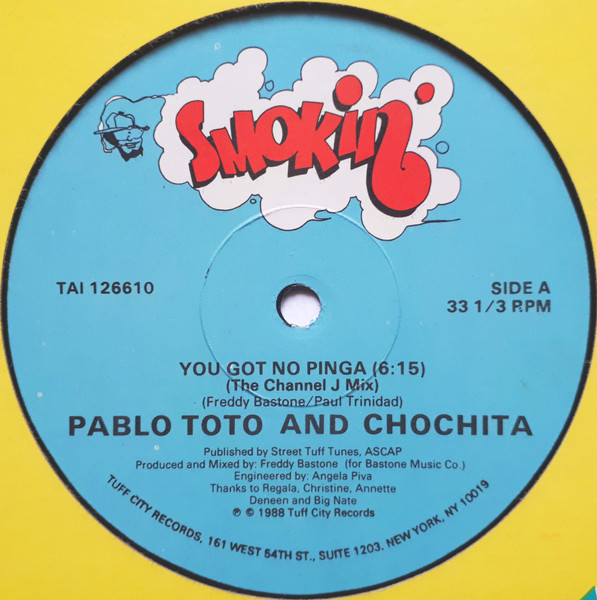 Smokin'
TAI 126610
SIDE A
33 1/3 RPM
YOU GOT NO PINGA (6:15)
(The Channel J Mix)
(Freddy Bastone/Paul Trinidad)
PABLO TOTO AND CHOCHITA
Published by Street Tuff Tunes, ASCAP
Produced and Mixed by: Freddy Bastone (for Bastone Music Co.)
Engineered by: Angela Piva
Thanks to Regala, Christine, Annette
Deneen and Big Nate
℗ © 1988 Tuff City Records
TUFF CITY RECORDS, 161 WEST 54TH ST., SUITE 1203, NEW YORK, NY 10019